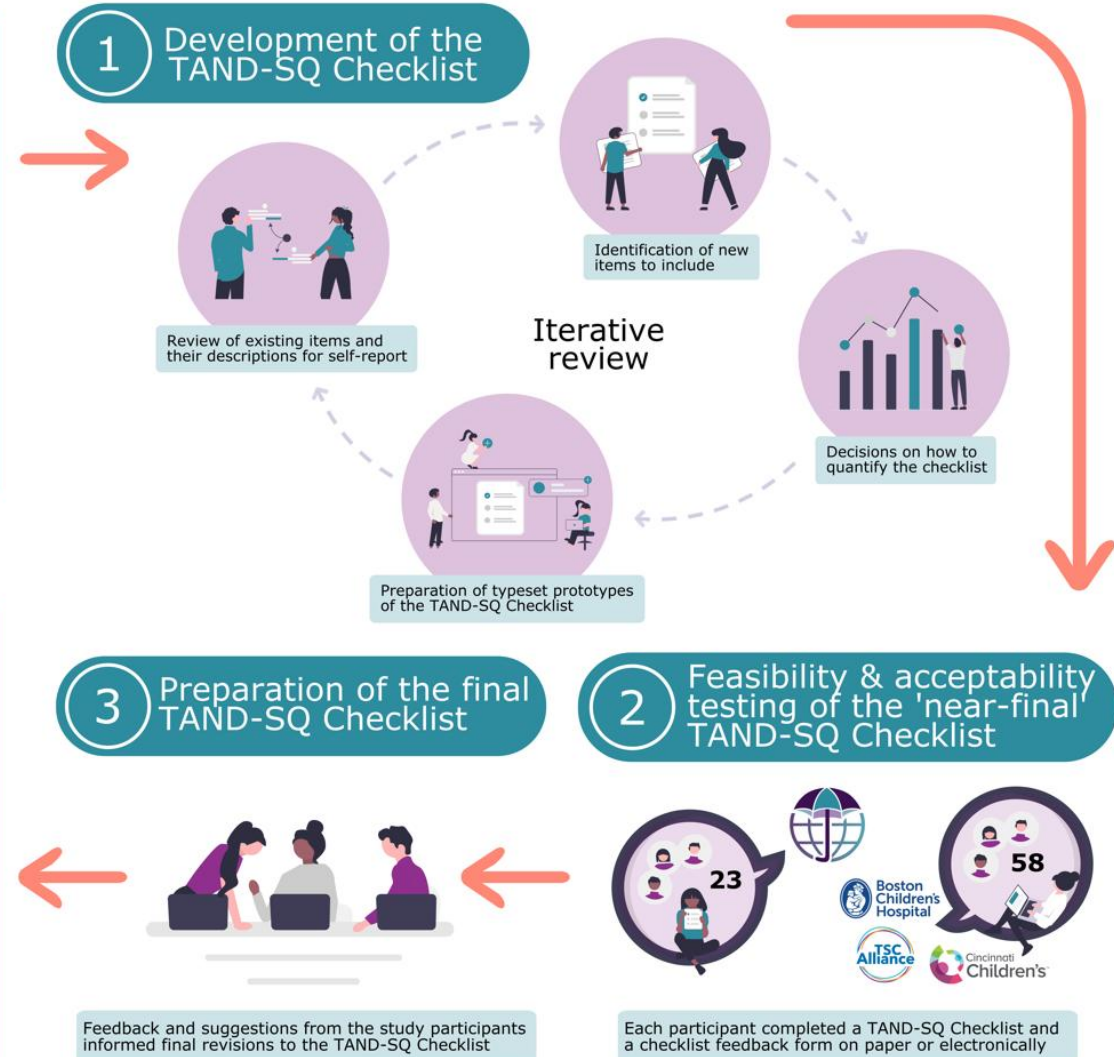 1
Development of the
TAND-SQ Checklist
Identification of new
items to include
Review of existing items and
their descriptions for self-report
Iterative
review
Decisions on how to
quantify the checklist
Preparation of typeset prototypes
of the TAND-SQ Checklist
2
Feasibility & acceptability
testing of the 'near-final'
TAND-SQ Checklist
23
58
Boston
Children's
Hospital
TSC
Alliance
Cincinnati
Children's
Each participant completed a TAND-SQ Checklist and
a checklist feedback form on paper or electronically
3
Preparation of the final
TAND-SQ Checklist
Feedback and suggestions from the study participants
informed final revisions to the TAND-SQ Checklist